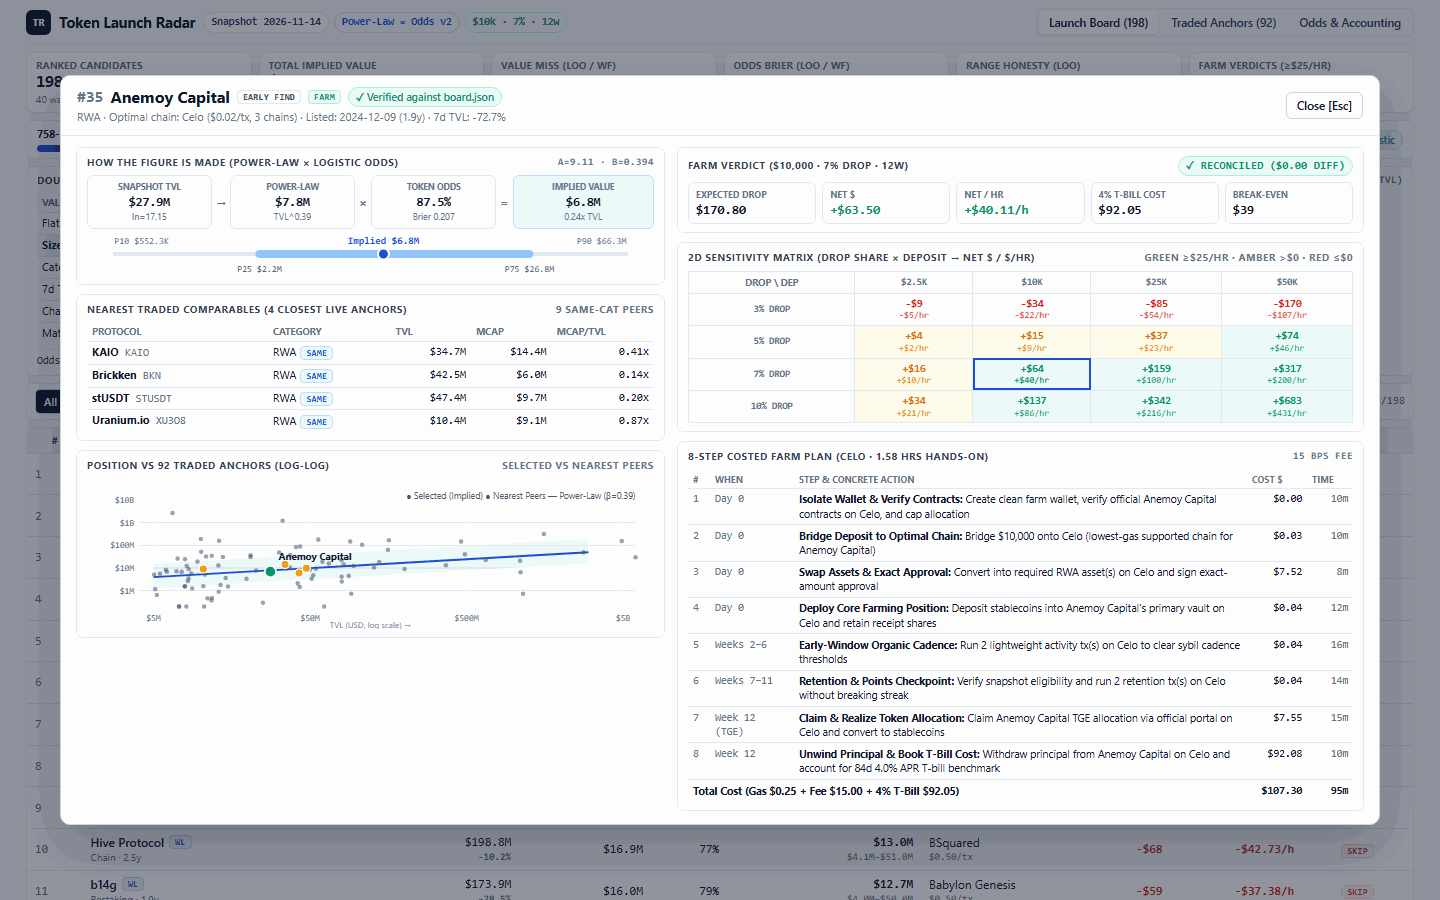 TR Token Launch Radar Snapshot 2026-11-14 Power-Law × Odds v2 $10k · 7% · 12w Launch Board (198) Traded Anchors (92) Odds & Accounting
RANKED CANDIDATES TOTAL IMPLIED VALUE VALUE MISS (LOO / WF) ODDS BRIER (LOO / WF) RANGE HONESTY (LOO) FARM VERDICTS (≥$25/HR)
198
#35 Anemoy Capital EARLY FIND FARM ✓ Verified against board.json Close [Esc]
RWA · Optimal chain: Celo ($0.02/tx, 3 chains) · Listed: 2024-12-09 (1.9y) · 7d TVL: -72.7%
HOW THE FIGURE IS MADE (POWER-LAW × LOGISTIC ODDS) A=9.11 · B=0.394
SNAPSHOT TVL POWER-LAW TOKEN ODDS IMPLIED VALUE
$27.9M → $7.8M × 87.5% = $6.8M
ln=17.15 TVL^0.39 Brier 0.207 0.24x TVL
P10 $552.3K Implied $6.8M P90 $66.3M
P25 $2.2M P75 $26.8M
NEAREST TRADED COMPARABLES (4 CLOSEST LIVE ANCHORS) 9 SAME-CAT PEERS
PROTOCOL CATEGORY TVL MCAP MCAP/TVL
KAIO KAIO RWA SAME $34.7M $14.4M 0.41x
Brickken BKN RWA SAME $42.5M $6.0M 0.14x
stUSDT STUSDT RWA SAME $47.4M $9.7M 0.20x
Uranium.io XU3O8 RWA SAME $10.4M $9.1M 0.87x
POSITION VS 92 TRADED ANCHORS (LOG-LOG) SELECTED VS NEAREST PEERS
● Selected (Implied) ● Nearest Peers — Power-Law (β=0.39)
$10B
$1B
$100M
Anemoy Capital
$10M
$1M
$5M $50M $500M $5B
TVL (USD, log scale) →
FARM VERDICT ($10,000 · 7% DROP · 12W) ✓ RECONCILED ($0.00 DIFF)
EXPECTED DROP NET $ NET / HR 4% T-BILL COST BREAK-EVEN
$170.80 +$63.50 +$40.11/h $92.05 $39
2D SENSITIVITY MATRIX (DROP SHARE × DEPOSIT → NET $ / $/HR) GREEN ≥$25/HR · AMBER >$0 · RED ≤$0
DROP \ DEP $2.5K $10K $25K $50K
3% DROP -$9 -$34 -$85 -$170
-$5/hr -$22/hr -$54/hr -$107/hr
5% DROP +$4 +$15 +$37 +$74
+$2/hr +$9/hr +$23/hr +$46/hr
7% DROP +$16 +$64 +$159 +$317
+$10/hr +$40/hr +$100/hr +$200/hr
10% DROP +$34 +$137 +$342 +$683
+$21/hr +$86/hr +$216/hr +$431/hr
8-STEP COSTED FARM PLAN (CELO · 1.58 HRS HANDS-ON) 15 BPS FEE
# WHEN STEP & CONCRETE ACTION COST $ TIME
1 Day 0 Isolate Wallet & Verify Contracts: Create clean farm wallet, verify official Anemoy Capital $0.00 10m
contracts on Celo, and cap allocation
2 Day 0 Bridge Deposit to Optimal Chain: Bridge $10,000 onto Celo (lowest-gas supported chain for $0.03 10m
Anemoy Capital)
3 Day 0 Swap Assets & Exact Approval: Convert into required RWA asset(s) on Celo and sign exact- $7.52 8m
amount approval
4 Day 0 Deploy Core Farming Position: Deposit stablecoins into Anemoy Capital's primary vault on $0.04 12m
Celo and retain receipt shares
5 Weeks 2-6 Early-Window Organic Cadence: Run 2 lightweight activity tx(s) on Celo to clear sybil cadence $0.04 16m
thresholds
6 Weeks 7-11 Retention & Points Checkpoint: Verify snapshot eligibility and run 2 retention tx(s) on Celo $0.04 14m
without breaking streak
7 Week 12 Claim & Realize Token Allocation: Claim Anemoy Capital TGE allocation via official portal on $7.55 15m
(TGE) Celo and convert to stablecoins
8 Week 12 Unwind Principal & Book T-Bill Cost: Withdraw principal from Anemoy Capital on Celo and $92.08 10m
account for 84d 4.0% APR T-bill benchmark
Total Cost (Gas $0.25 + Fee $15.00 + 4% T-Bill $92.05) $107.30 95m
All
#
1
2
3
4
5
6
7
8
9
10 Hive Protocol WL $198.8M $16.9M 77% $13.0M BSquared -$68 -$42.73/h SKIP
Chain · 2.5y -10.2% $4.1M–$51.0M $0.50/tx
11 b14g WL $173.9M $16.0M 79% $12.7M Babylon Genesis -$59 -$37.38/h SKIP